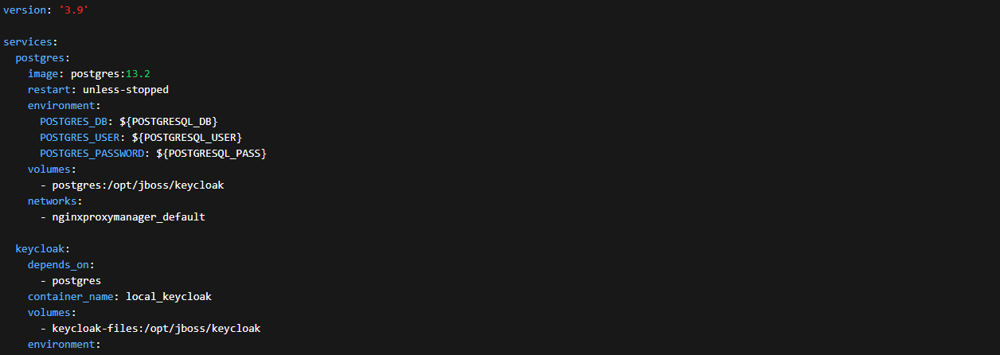 version: '3.9'

services:
  postgres:
    image: postgres:13.2
    restart: unless-stopped
    environment:
      POSTGRES_DB: ${POSTGRESQL_DB}
      POSTGRES_USER: ${POSTGRESQL_USER}
      POSTGRES_PASSWORD: ${POSTGRESQL_PASS}
    volumes:
      - postgres:/opt/jboss/keycloak
    networks:
      - nginxproxymanager_default

  keycloak:
    depends_on:
      - postgres
    container_name: local_keycloak
    volumes:
      - keycloak-files:/opt/jboss/keycloak
    environment: